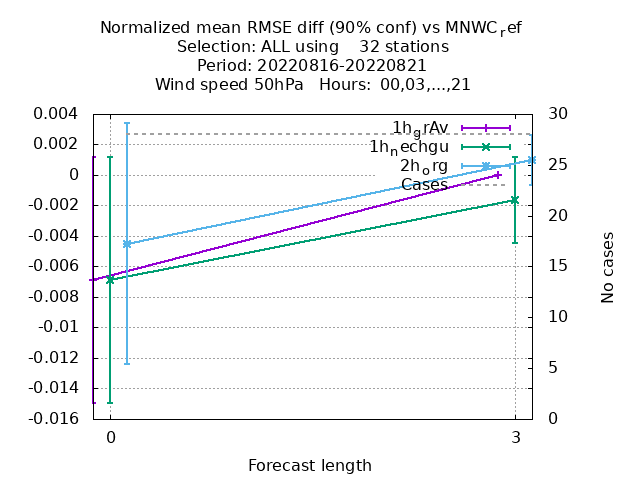 Normalized mean RMSE diff (90% conf) vs MNWC_ref
Selection: ALL using    32 stations
Period: 20220816-20220821
Wind speed 50hPa   Hours: 00,03,...,21
0.004
0.002
0
-0.002
-0.004
-0.006
-0.008
-0.01
-0.012
-0.014
-0.016
1h_grAv
1h_nechgu
2h_org
Cases
30
25
20
15
10
5
0
No cases
0
3
Forecast length